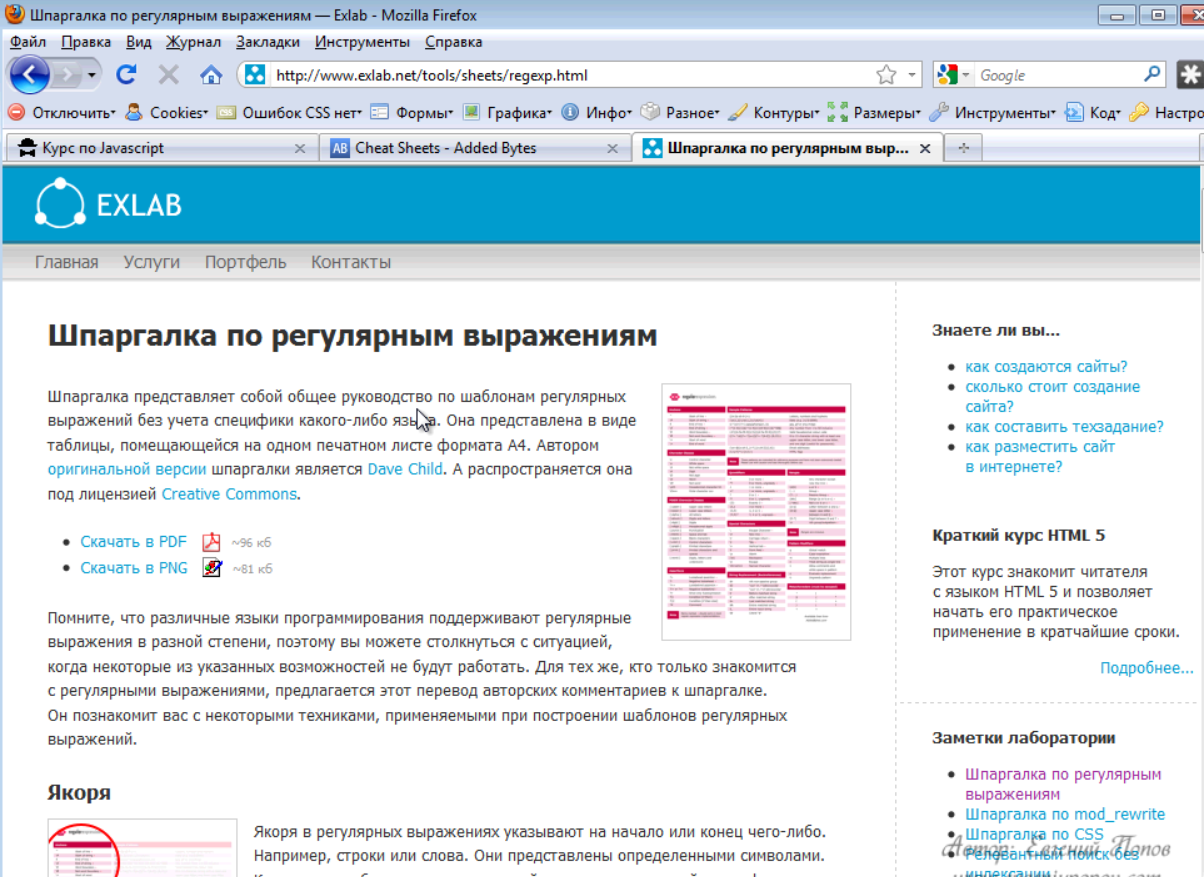 Шпаргалка по регулярным выражениям — Exlab - Mozilla Firefox
Файл Правка Вид Журнал Закладки Инструменты Справка
http://www.exlab.net/tools/sheets/regexp.html
Google
Отключить Cookies Ошибок CSS нет Формы Графика Инфо Разное Контуры Размеры Инструменты Код Настро
Курс по Javascript
AB Cheat Sheets - Added Bytes
Шпаргалка по регулярным выр...
EXLAB
Главная Услуги Портфель Контакты
Шпаргалка по регулярным выражениям
Шпаргалка представляет собой общее руководство по шаблонам регулярных
выражений без учета специфики какого-либо языка. Она представлена в виде
таблицы, помещающейся на одном печатном листе формата А4. Автором
оригинальной версии шпаргалки является Dave Child. А распространяется она
под лицензией Creative Commons.
Скачать в PDF ~96 кб
Скачать в PNG ~81 кб
Помните, что различные языки программирования поддерживают регулярные
выражения в разной степени, поэтому вы можете столкнуться с ситуацией,
когда некоторые из указанных возможностей не будут работать. Для тех же, кто только знакомится
с регулярными выражениями, предлагается этот перевод авторских комментариев к шпаргалке.
Он познакомит вас с некоторыми техниками, применяемыми при построении шаблонов регулярных
выражений.
Якоря
Якоря в регулярных выражениях указывают на начало или конец чего-либо.
Например, строки или слова. Они представлены определенными символами.
Знаете ли вы...
как создаются сайты?
сколько стоит создание
сайта?
как составить техзадание?
как разместить сайт
в интернете?
Краткий курс HTML 5
Этот курс знакомит читателя
с языком HTML 5 и позволяет
начать его практическое
применение в кратчайшие сроки.
Подробнее...
Заметки лаборатории
Шпаргалка по регулярным
выражениям
Шпаргалка по mod_rewrite
Шпаргалка по CSS
Автор: Евгений Попов
Релевантный поиск без
индексации